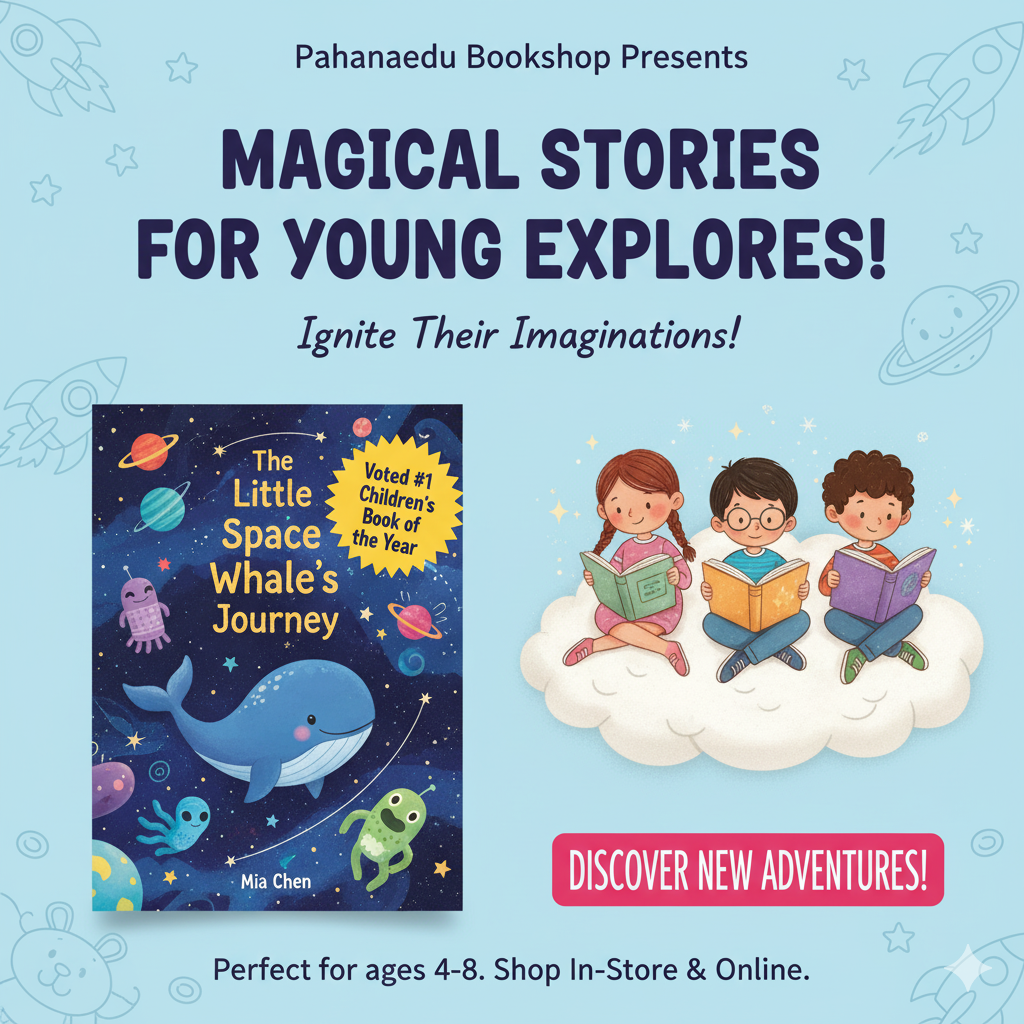 Pahanaedu Bookshop Presents
MAGICAL STORIES
FOR YOUNG EXPLORES!
Ignite Their Imaginations!
The
Little
Space
Whale's
Journey
Voted #1
Children's
Book of
the Year
Mia Chen
DISCOVER NEW ADVENTURES!
Perfect for ages 4-8. Shop In-Store & Online.